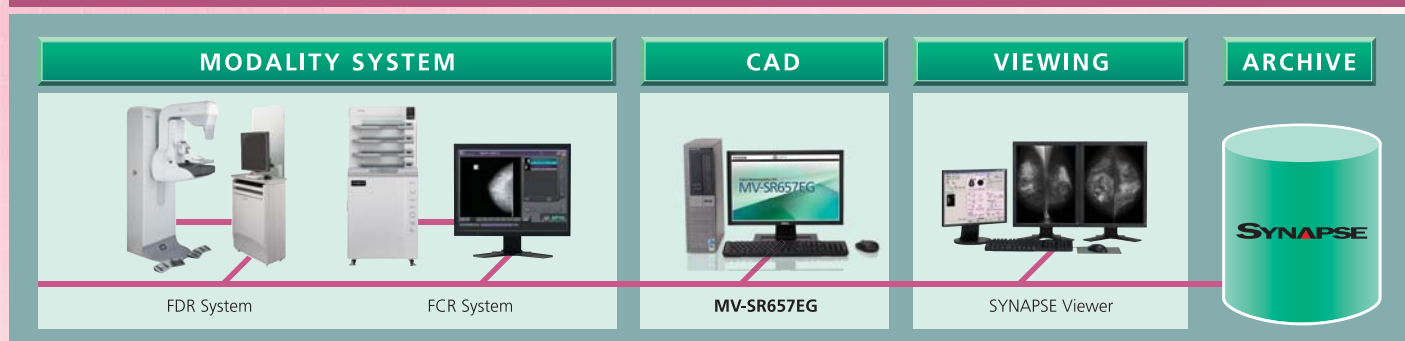 MODALITY SYSTEM
CAD
VIEWING
ARCHIVE
MV-SR657EG
SYNAPSE
FDR System
FCR System
MV-SR657EG
SYNAPSE Viewer